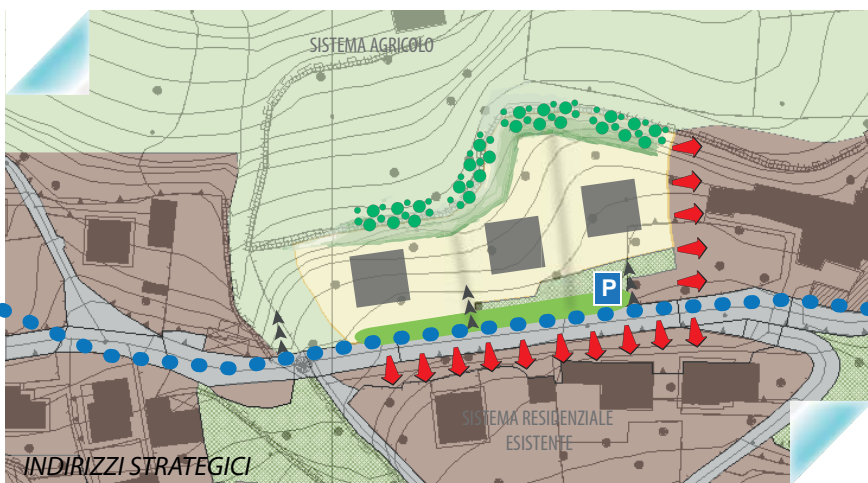 SISTEMA AGRICOLO
P
SISTEMA RESIDENZIALE
ESISTENTE
INDIRIZZI STRATEGICI